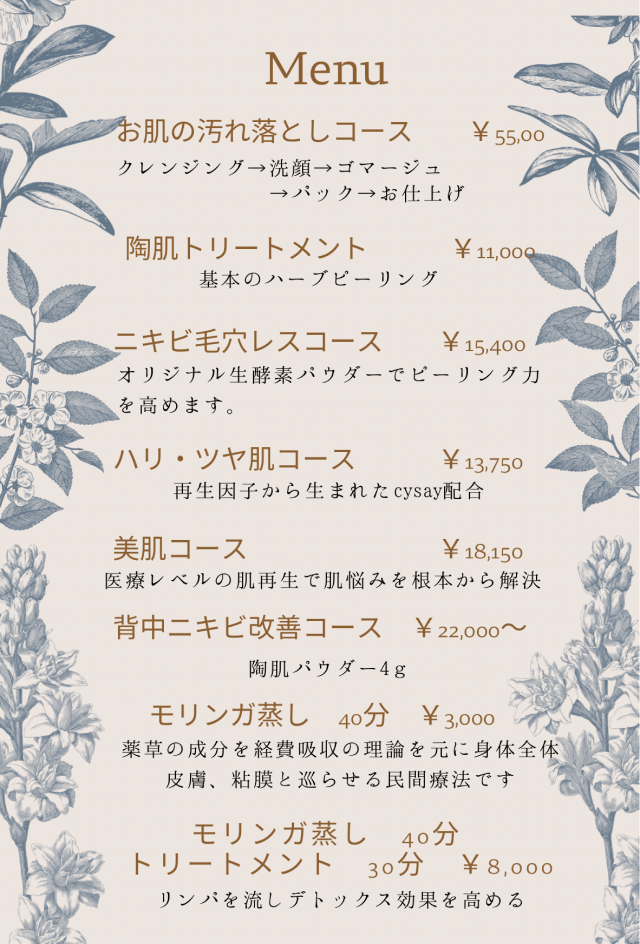 Menu
お肌の汚れ落としコース ￥55,00
クレンジング→洗顔→ゴマージュ
→パック→お仕上げ
陶肌トリートメント ￥11,000
基本のハーブピーリング
ニキビ毛穴レスコース ￥15,400
オリジナル生酵素パウダーでピーリング力
を高めます。
ハリ・ツヤ肌コース ￥13,750
再生因子から生まれたcysay配合
美肌コース ￥18,150
医療レベルの肌再生で肌悩みを根本から解決
背中ニキビ改善コース ￥22,000～
陶肌パウダー4g
モリンガ蒸し 40分 ￥3,000
薬草の成分を経費吸収の理論を元に身体全体
皮膚、粘膜と巡らせる民間療法です
モリンガ蒸し 40分
トリートメント 30分 ￥8,000
リンパを流しデトックス効果を高める